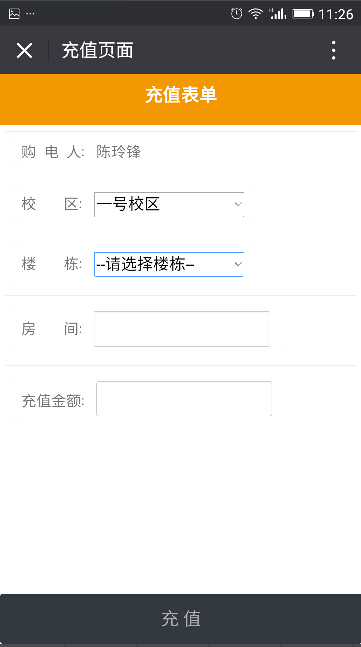 11:26
充值页面
充值表单
购 电 人: 陈玲锋
校 区: 一号校区
楼 栋: --请选择楼栋--
房 间:
充值金额:
充 值